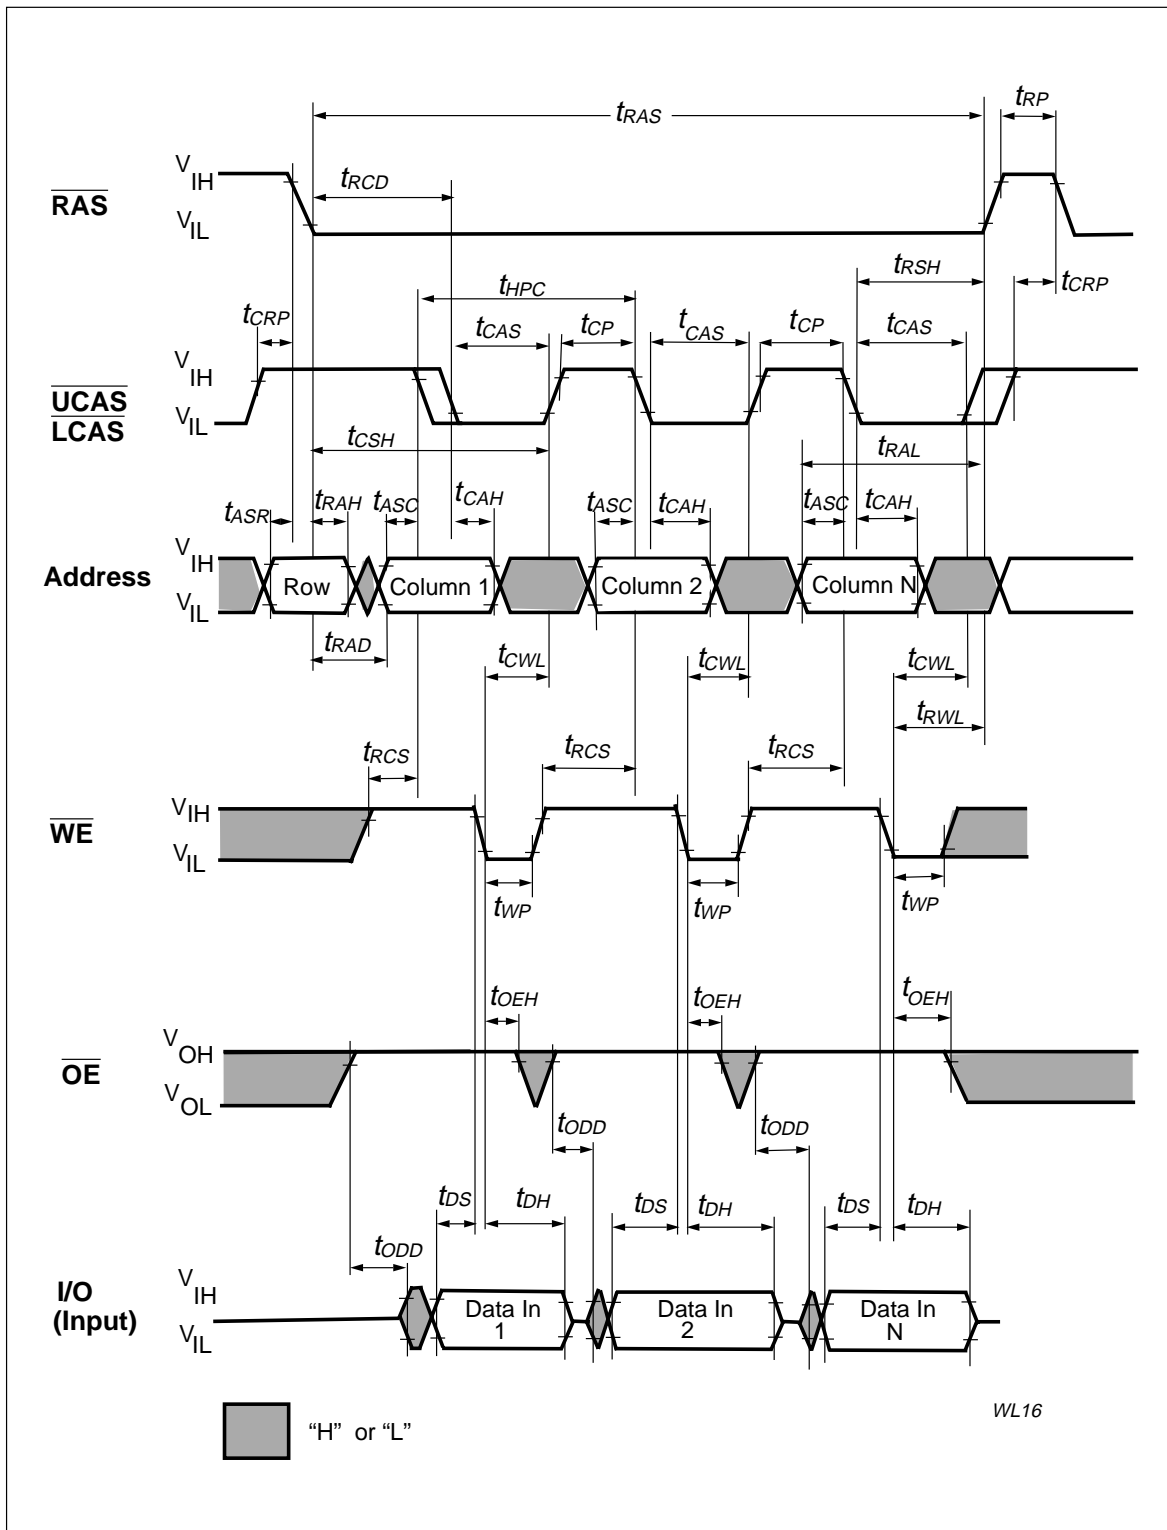 tRAS
tRP
VIH
RAS
VIL
tRCD
tRSH
tHPC
tCRP
tCRP
tCAS
tCP
tCAS
tCP
tCAS
VIH
UCAS
LCAS
VIL
tCSH
tRAL
tASR
tRAH
tASC
tCAH
tASC
tCAH
tASC
tCAH
VIH
Address
VIL
Row
Column 1
Column 2
Column N
tRAD
tCWL
tCWL
tCWL
tRWL
tRCS
tRCS
tRCS
VIH
WE
VIL
tWP
tWP
tWP
tOEH
tOEH
tOEH
VOH
OE
VOL
tODD
tODD
tDS
tDH
tDS
tDH
tDS
tDH
tODD
VIH
I/O
(Input)
VIL
Data In
1
Data In
2
Data In
N
“H” or “L”
WL16